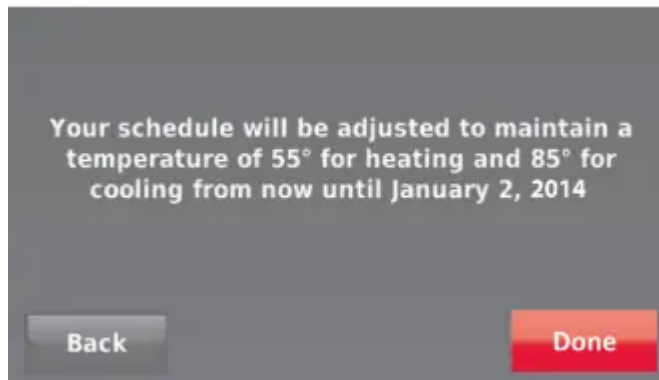 Your schedule will be adjusted to maintain a
temperature of 55° for heating and 85° for
cooling from now until January 2, 2014
Back
Done